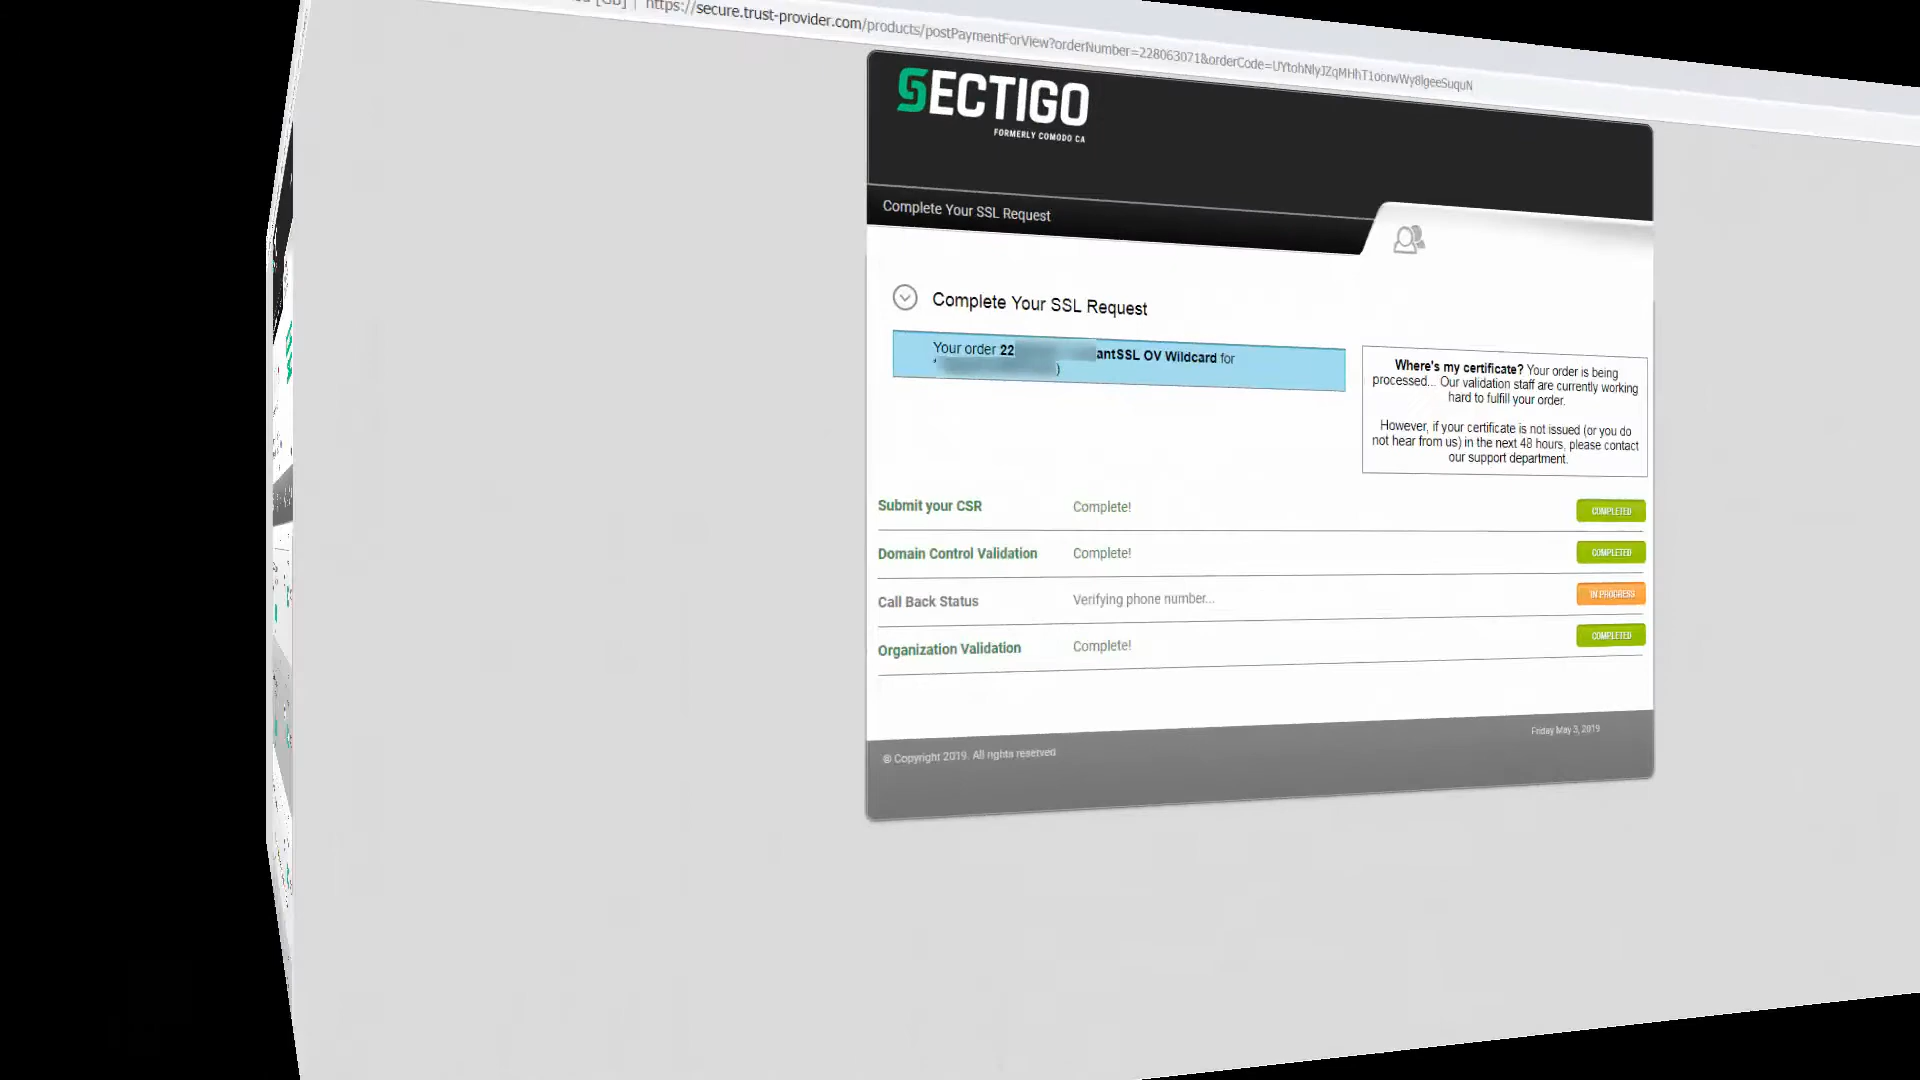 https://secure.trust-provider.com/products/postPaymentForView?orderNumber=228063071&orderCode=UYtohNlyJZqMHhT1oorwWy8lgeeSuquN
SECTIGO
FORMERLY COMODO CA
Complete Your SSL Request
Complete Your SSL Request
Your order 22 antSSL OV Wildcard for
)
Where's my certificate? Your order is being
processed... Our validation staff are currently working
hard to fulfill your order.
However, if your certificate is not issued (or you do
not hear from us) in the next 48 hours, please contact
our support department.
Submit your CSR Complete! COMPLETED
Domain Control Validation Complete! COMPLETED
Call Back Status Verifying phone number... IN PROGRESS
Organization Validation Complete! COMPLETED
Friday May 3, 2019
© Copyright 2019. All rights reserved